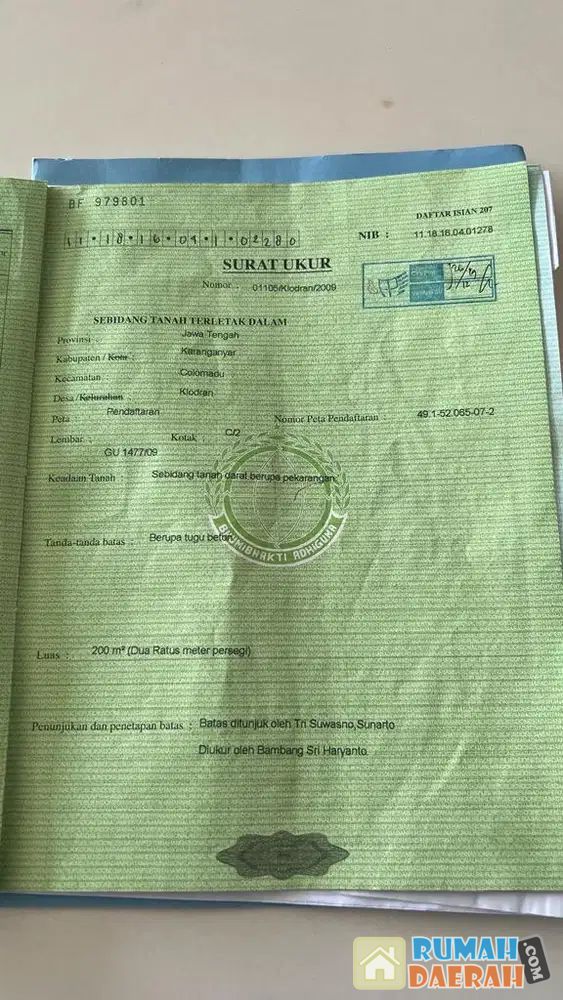 BF 979801
DAFTAR ISIAN 207
11.18.16.04.1.02280
NIB : 11.18.16.04.01278
SURAT UKUR
Nomor : 01105/Klodran/2009
SEBIDANG TANAH TERLETAK DALAM
Provinsi : Jawa Tengah
Kabupaten / Kota : Karanganyar
Kecamatan : Colomadu
Desa / Kelurahan : Klodran
Peta : Pendaftaran Nomor Peta Pendaftaran : 49.1-52.065-07-2
Lembar : GU 1477/09 Kotak : C/2
Keadaan Tanah : Sebidang tanah darat berupa pekarangan
BHUMIBHAKTI ADHIGUNA
Tanda-tanda batas : Berupa tugu beton
Luas : 200 m² (Dua Ratus meter persegi)
Penunjukan dan penetapan batas : Batas ditunjuk oleh Tri Suwasno,Sunarto
Diukur oleh Bambang Sri Haryanto
RUMAH
DAERAH
.COM